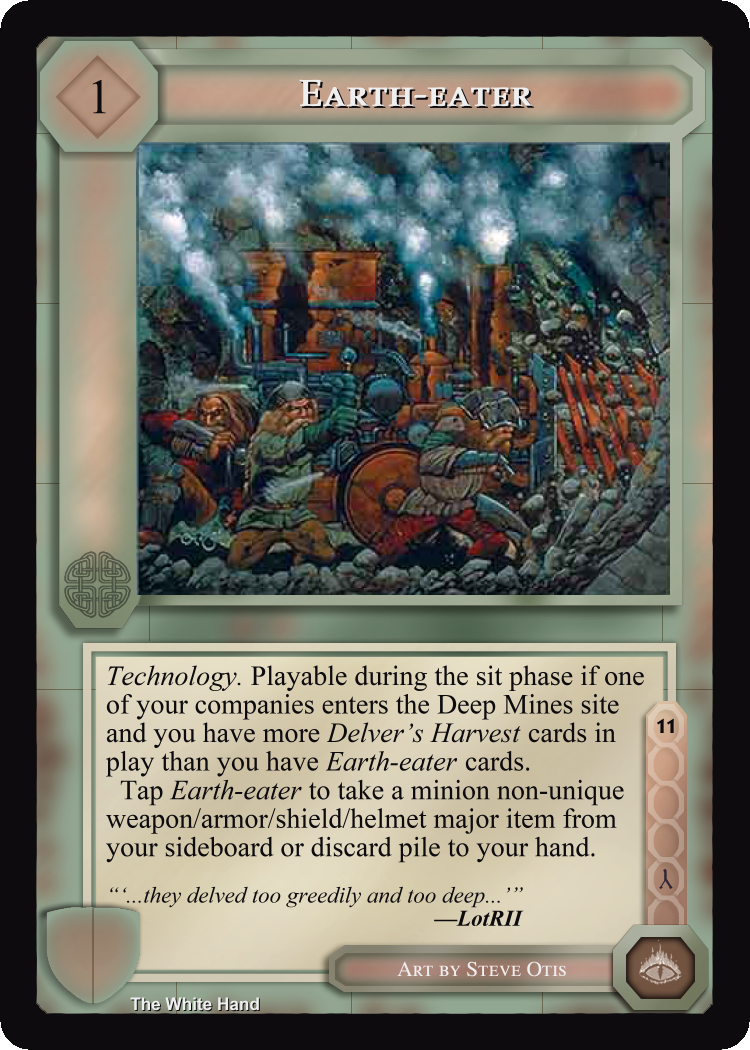 1
EARTH-EATER
Technology. Playable during the sit phase if one
of your companies enters the Deep Mines site
and you have more Delver's Harvest cards in
play than you have Earth-eater cards.
Tap Earth-eater to take a minion non-unique
weapon/armor/shield/helmet major item from
your sideboard or discard pile to your hand.
“‘...they delved too greedily and too deep...’”
—LotRII
11
ART BY STEVE OTIS
The White Hand